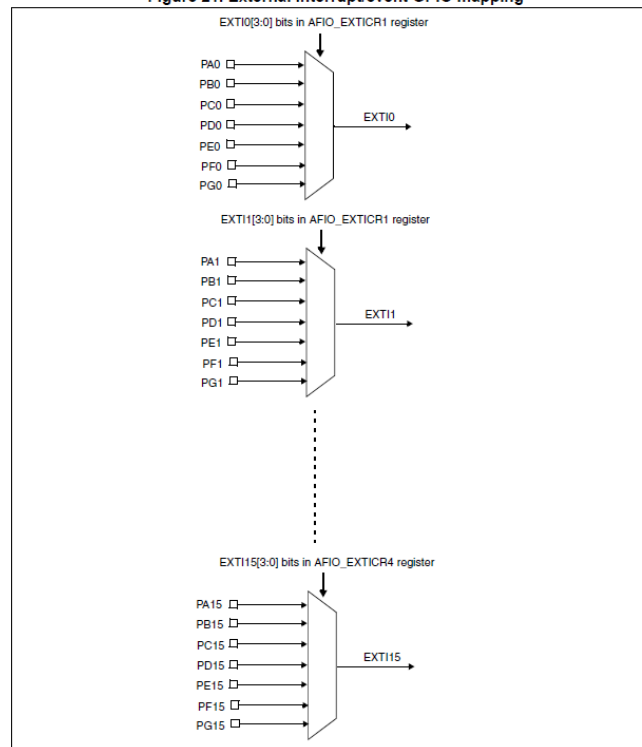 EXTI0[3:0] bits in AFIO_EXTICR1 register
PA0
PB0
PC0
PD0
PE0
PF0
PG0
EXTI0
EXTI1[3:0] bits in AFIO_EXTICR1 register
PA1
PB1
PC1
PD1
PE1
PF1
PG1
EXTI1
EXTI15[3:0] bits in AFIO_EXTICR4 register
PA15
PB15
PC15
PD15
PE15
PF15
PG15
EXTI15